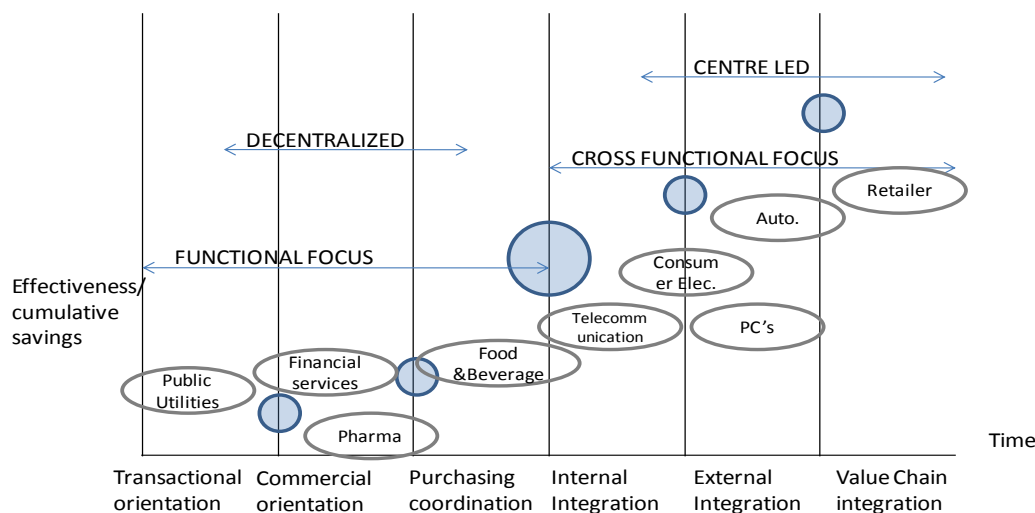 CENTRE LED
DECENTRALIZED
CROSS FUNCTIONAL FOCUS
Retailer
Auto.
FUNCTIONAL FOCUS
Consum
er Elec.
Effectiveness/
cumulative
savings
Telecomm
unication
PC's
Food
&Beverage
Financial
services
Public
Utilities
Pharma
Time
Transactional
orientation
Commercial
orientation
Purchasing
coordination
Internal
Integration
External
Integration
Value Chain
integration